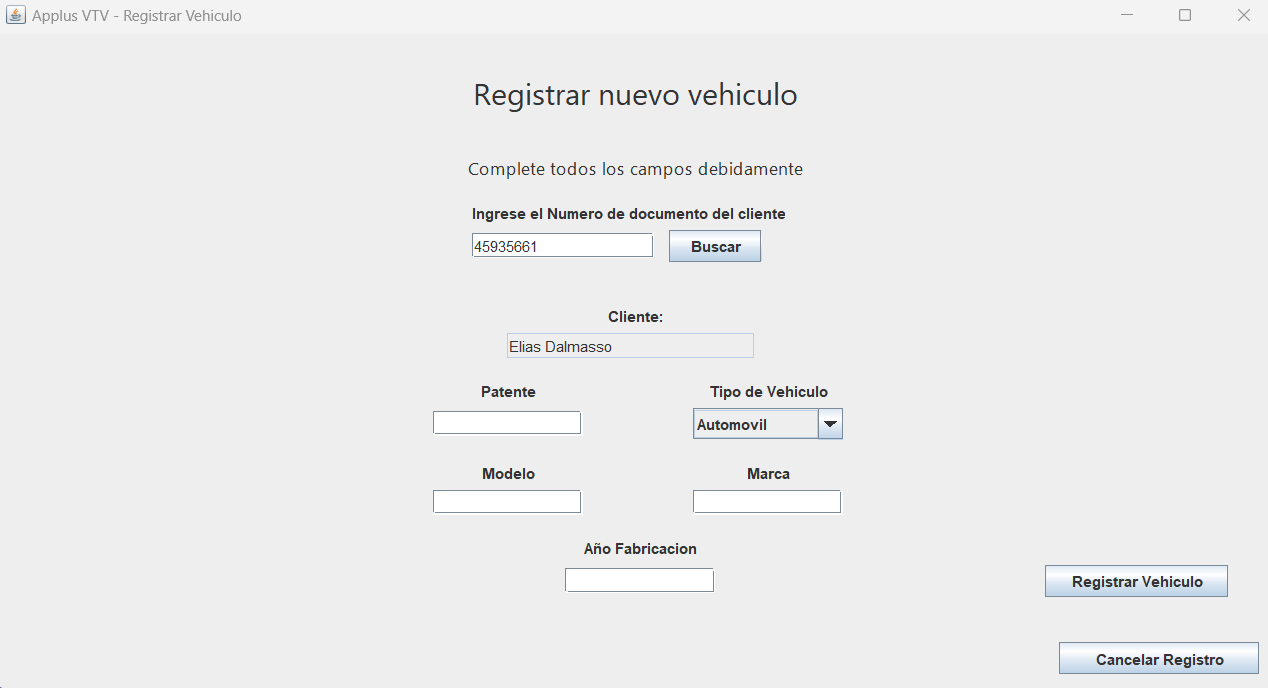 Applus VTV - Registrar Vehiculo
Registrar nuevo vehiculo
Complete todos los campos debidamente
Ingrese el Numero de documento del cliente
45935661 Buscar
Cliente:
Elias Dalmasso
Patente Tipo de Vehiculo
Automovil
Modelo Marca
Año Fabricacion
Registrar Vehiculo
Cancelar Registro